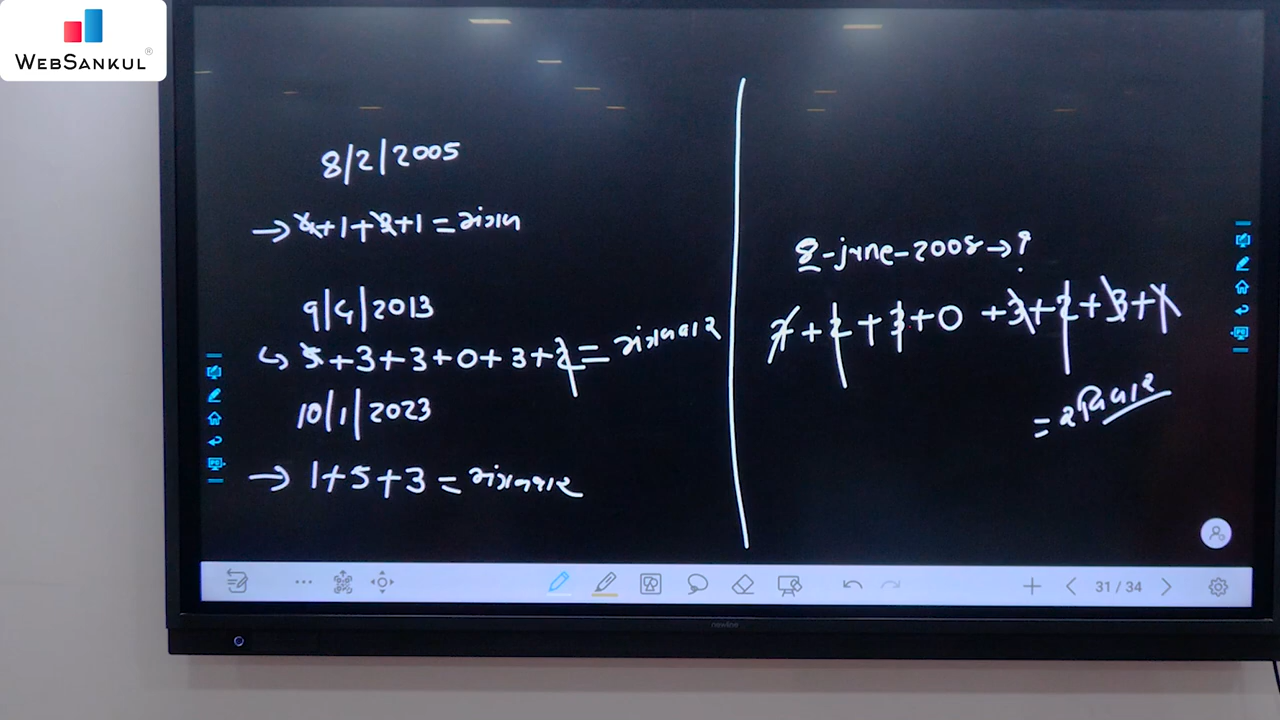 WEBSANKUL®
8/2/2005
→ 4+1+2+1 = મંગળ
9/4/2013
↳ 5+3+3+0+3+2 = મંગળવાર
10/1/2023
→ 1+5+3 = મંગળવાર
8-june-2008→?
+2+3+0+3+2+3+1
= રવિવાર
31 / 34
newline